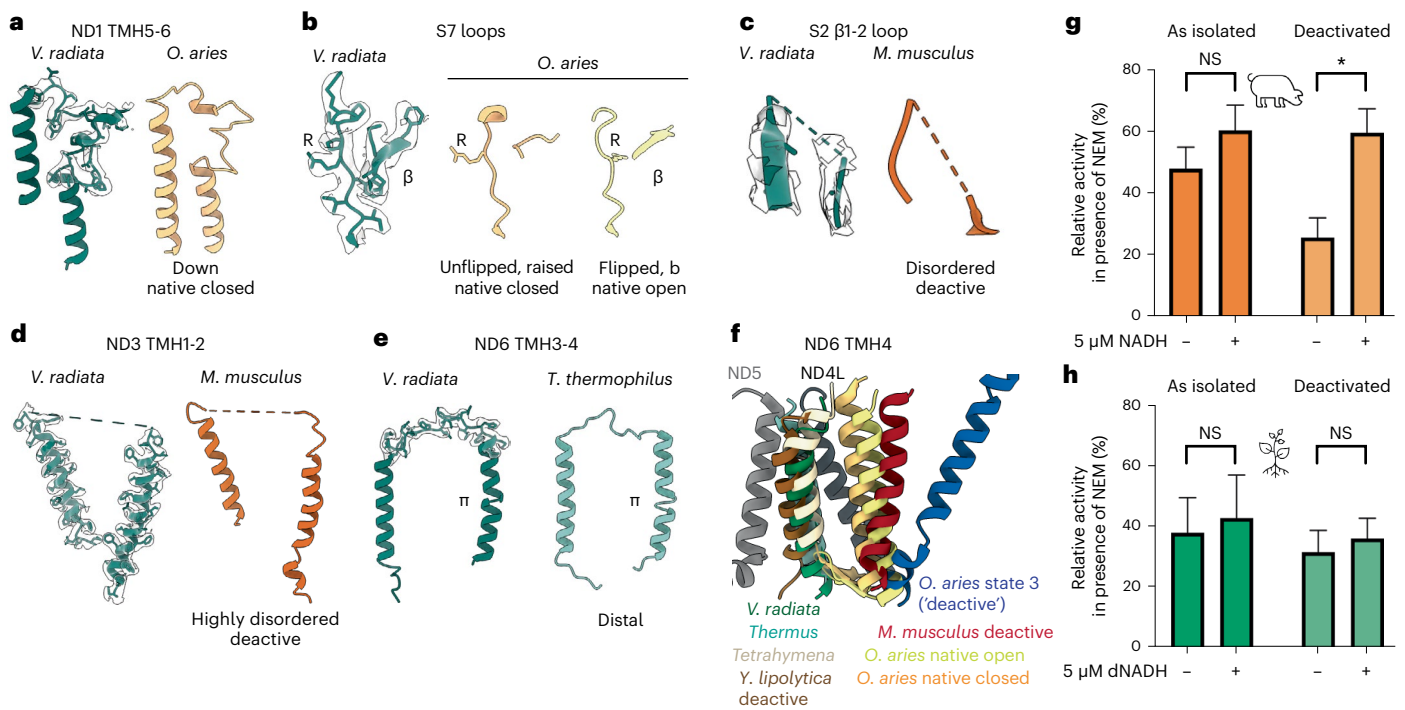 a
ND1 TMH5-6
V. radiata
O. aries
Down
native closed
b
S7 loops
V. radiata
O. aries
R
β
R
R
β
Unflipped, raised
native closed
Flipped, b
native open
c
S2 β1-2 loop
V. radiata
M. musculus
Disordered
deactive
d
ND3 TMH1-2
V. radiata
M. musculus
Highly disordered
deactive
e
ND6 TMH3-4
V. radiata
T. thermophilus
π
π
Distal
f
ND6 TMH4
ND5
ND4L
O. aries state 3
('deactive')
V. radiata
Thermus
M. musculus deactive
Tetrahymena
O. aries native open
Y. lipolytica
deactive
O. aries native closed
g
As isolated
Deactivated
NS
*
Relative activity
in presence of NEM (%)
80
60
40
20
0
5 µM NADH
–
+
–
+
h
As isolated
Deactivated
NS
NS
Relative activity
in presence of NEM (%)
80
60
40
20
0
5 µM dNADH
–
+
–
+